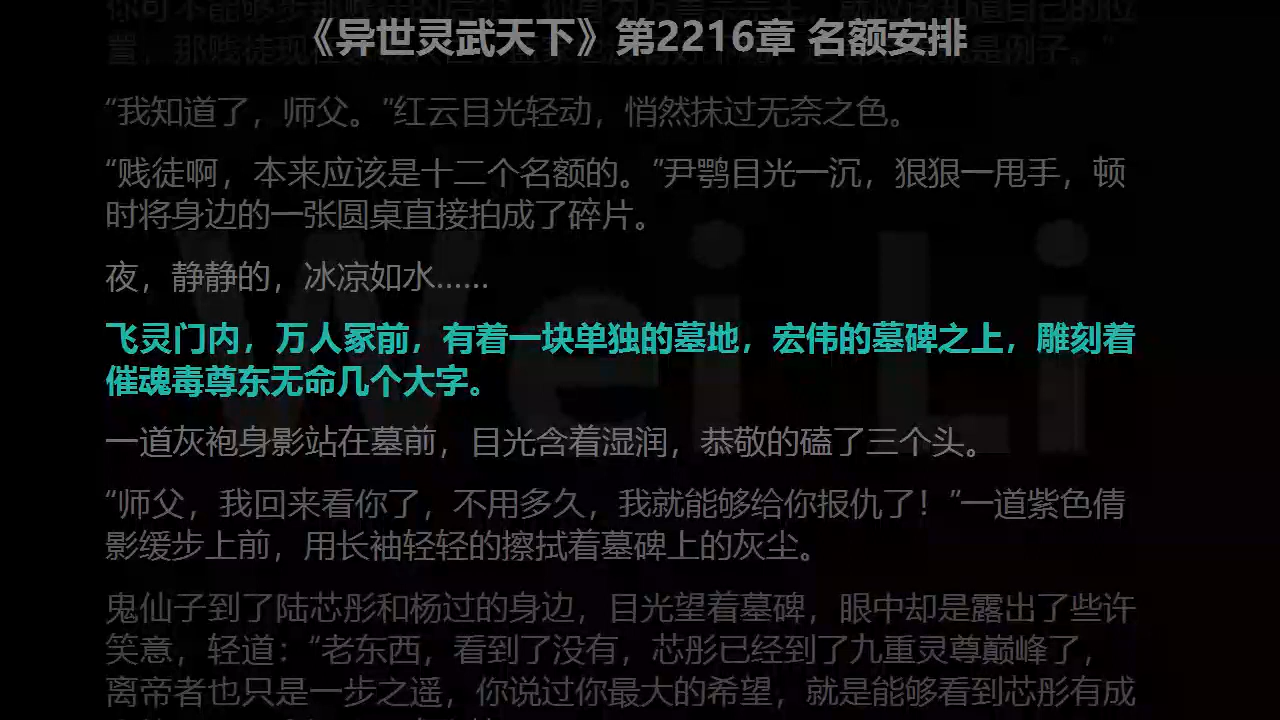 《异世灵武天下》第2216章 名额安排
“我知道了，师父。”红云目光轻动，悄然抹过无奈之色。
“贱徒啊，本来应该是十二个名额的。”尹鹗目光一沉，狠狠一甩手，顿
时将身边的一张圆桌直接拍成了碎片。
夜，静静的，冰凉如水……
飞灵门内，万人冢前，有着一块单独的墓地，宏伟的墓碑之上，雕刻着
催魂毒尊东无命几个大字。
一道灰袍身影站在墓前，目光含着湿润，恭敬的磕了三个头。
“师父，我回来看你了，不用多久，我就能够给你报仇了！”一道紫色倩
影缓步上前，用长袖轻轻的擦拭着墓碑上的灰尘。
鬼仙子到了陆芯彤和杨过的身边，目光望着墓碑，眼中却是露出了些许
笑意，轻道：“老东西，看到了没有，芯彤已经到了九重灵尊巅峰了，
离帝者也只是一步之遥，你说过你最大的希望，就是能够看到芯彤有成
Wei Li